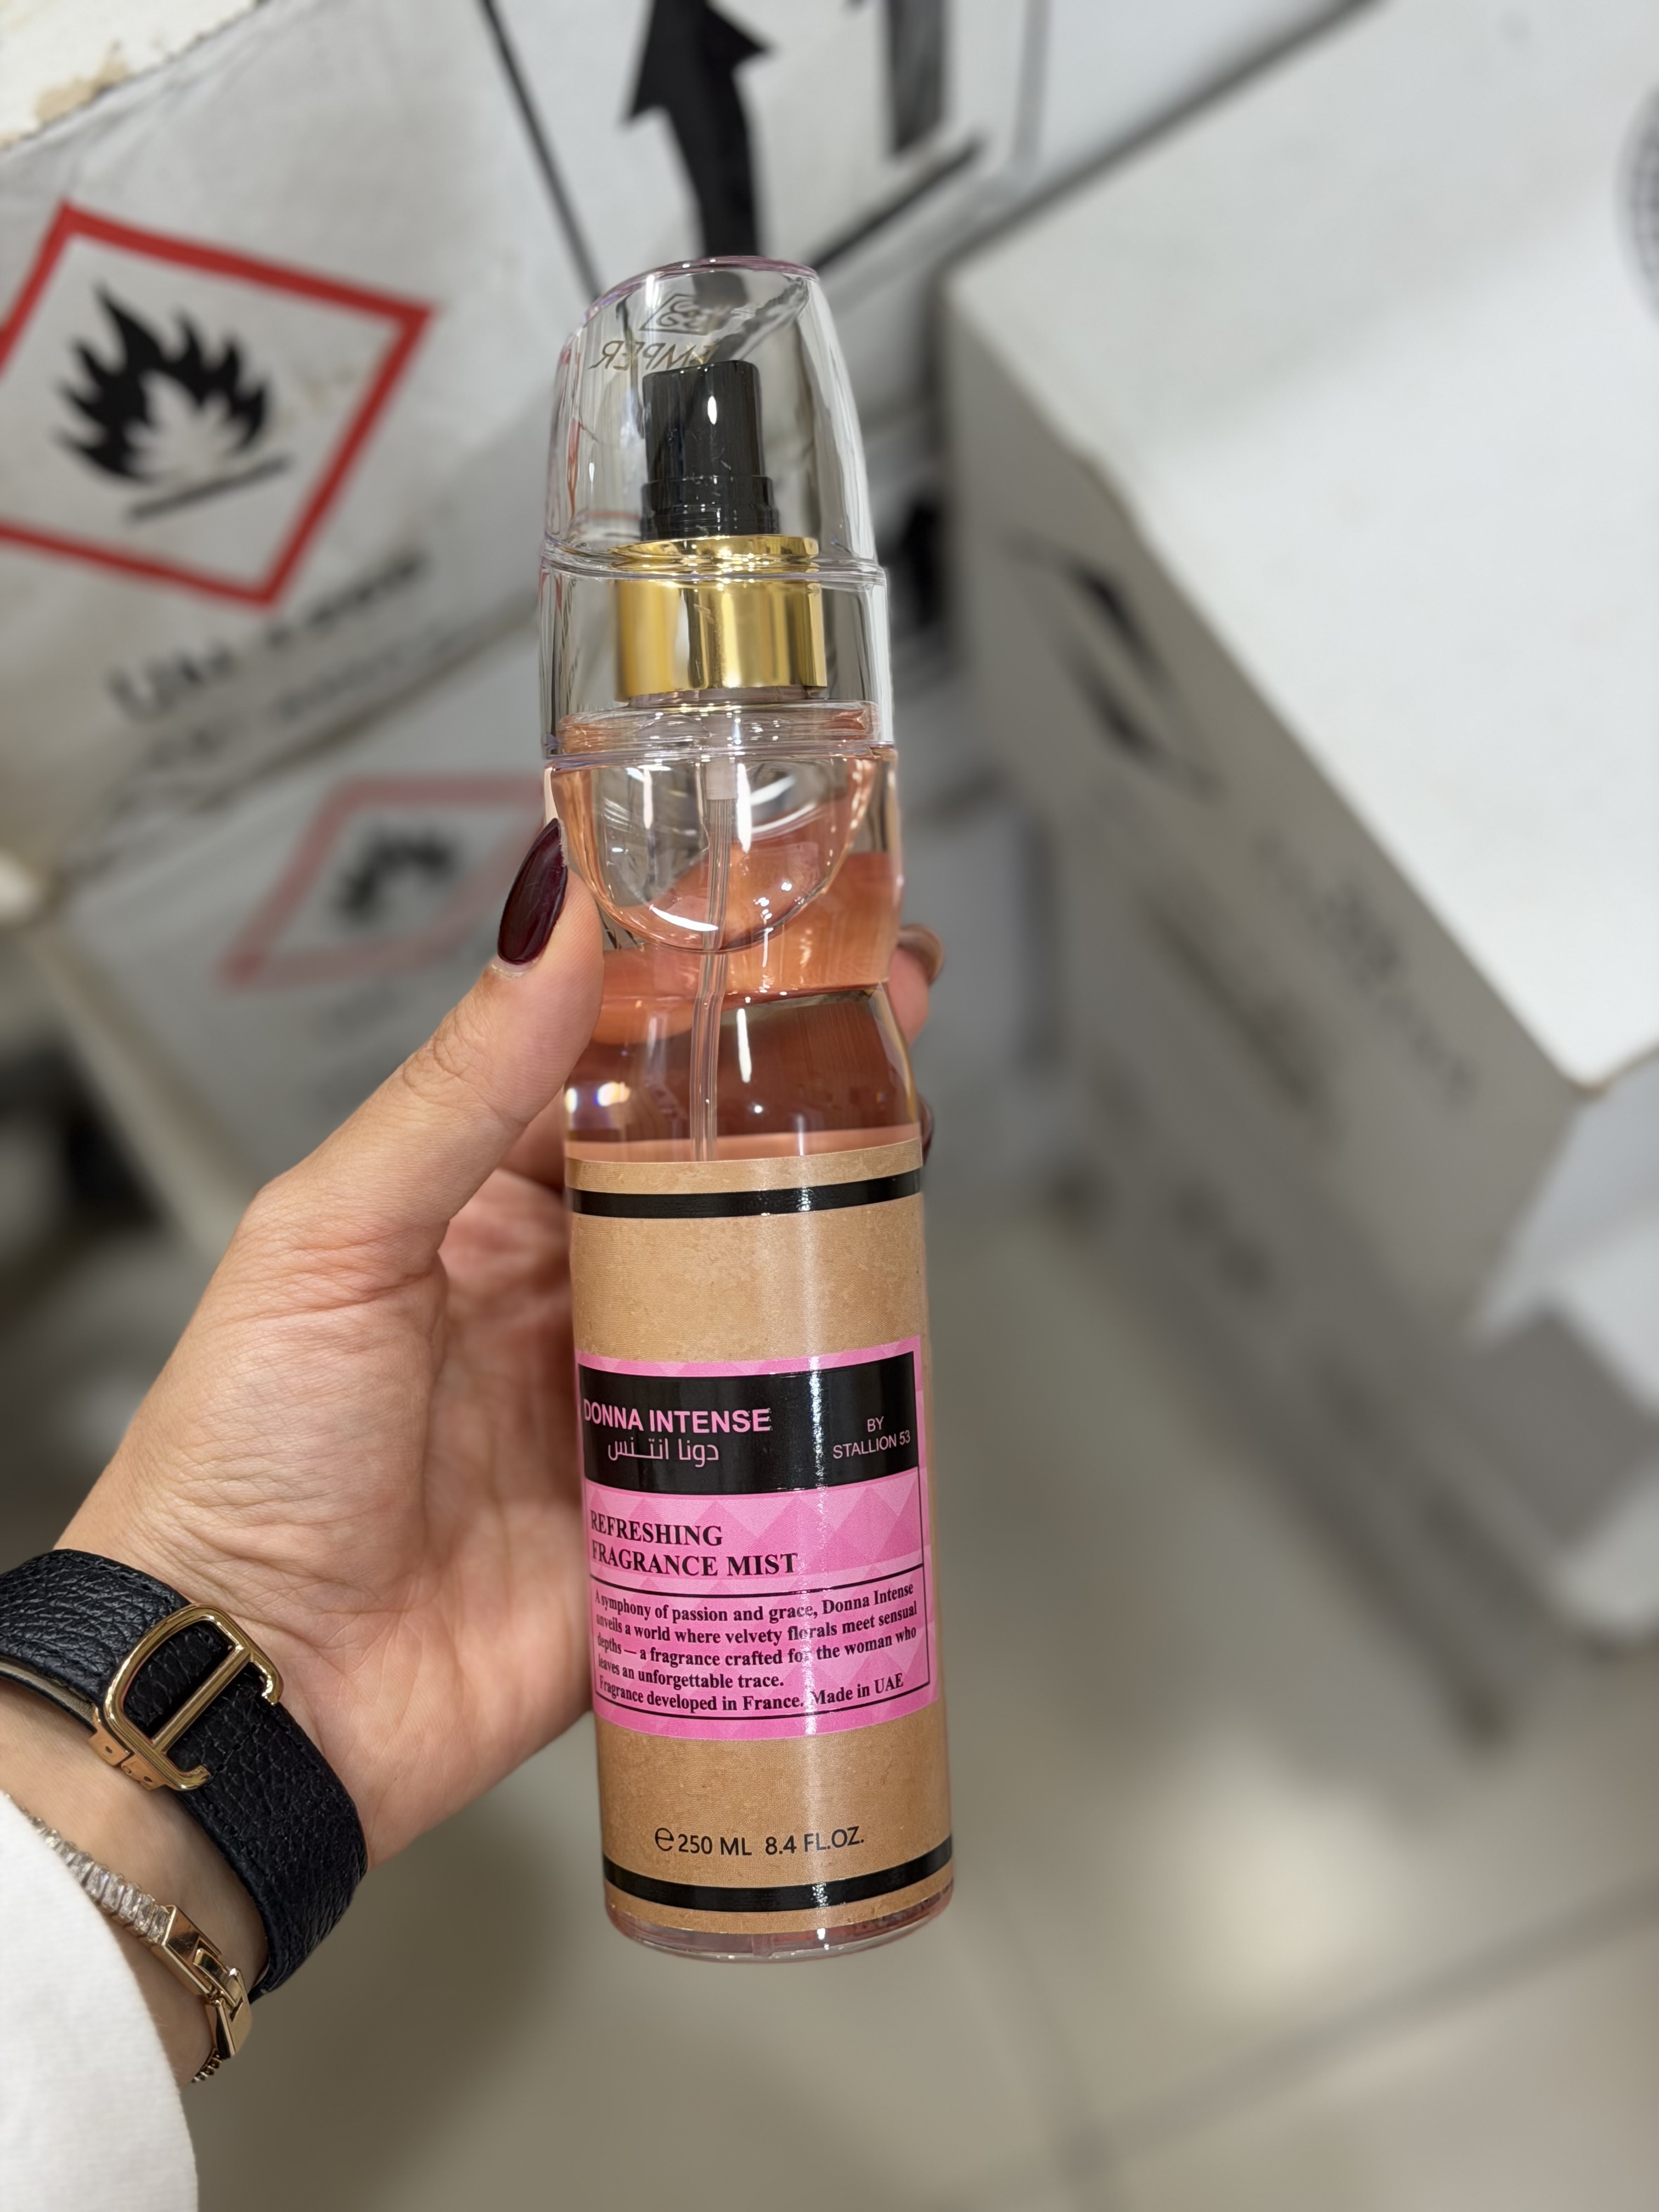 EMPER
DONNA INTENSE
دونا انتنس
BY
STALLION 53
REFRESHING
FRAGRANCE MIST
A symphony of passion and grace, Donna Intense
unveils a world where velvety florals meet sensual
depths — a fragrance crafted for the woman who
leaves an unforgettable trace.
Fragrance developed in France. Made in UAE
℮ 250 ML 8.4 FL.OZ.